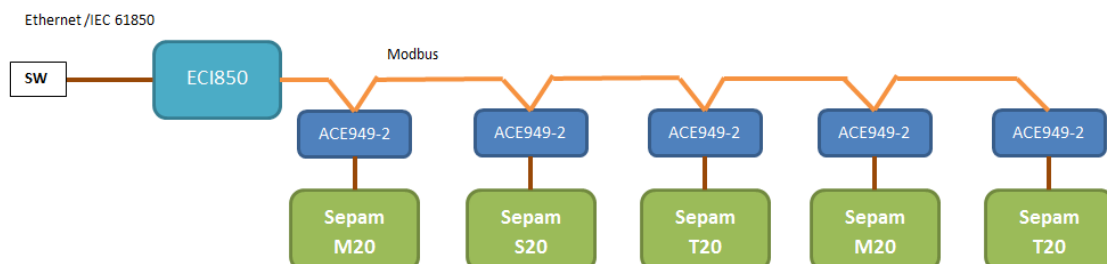 Ethernet /IEC 61850
SW
ECI850
Modbus
ACE949-2
ACE949-2
ACE949-2
ACE949-2
ACE949-2
Sepam
M20
Sepam
S20
Sepam
T20
Sepam
M20
Sepam
T20